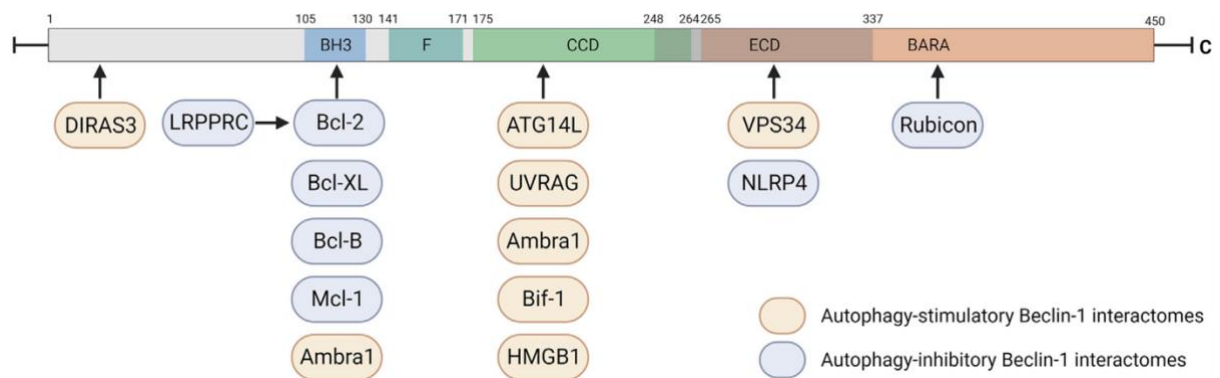 1 105 130 141 171 175 248 264 265 337 450
BH3 F CCD ECD BARA C
DIRAS3 LRPPRC Bcl-2 ATG14L VPS34 Rubicon
Bcl-XL UVRAG NLRP4
Bcl-B Ambra1
Mcl-1 Bif-1 Autophagy-stimulatory Beclin-1 interactomes
Ambra1 HMGB1 Autophagy-inhibitory Beclin-1 interactomes